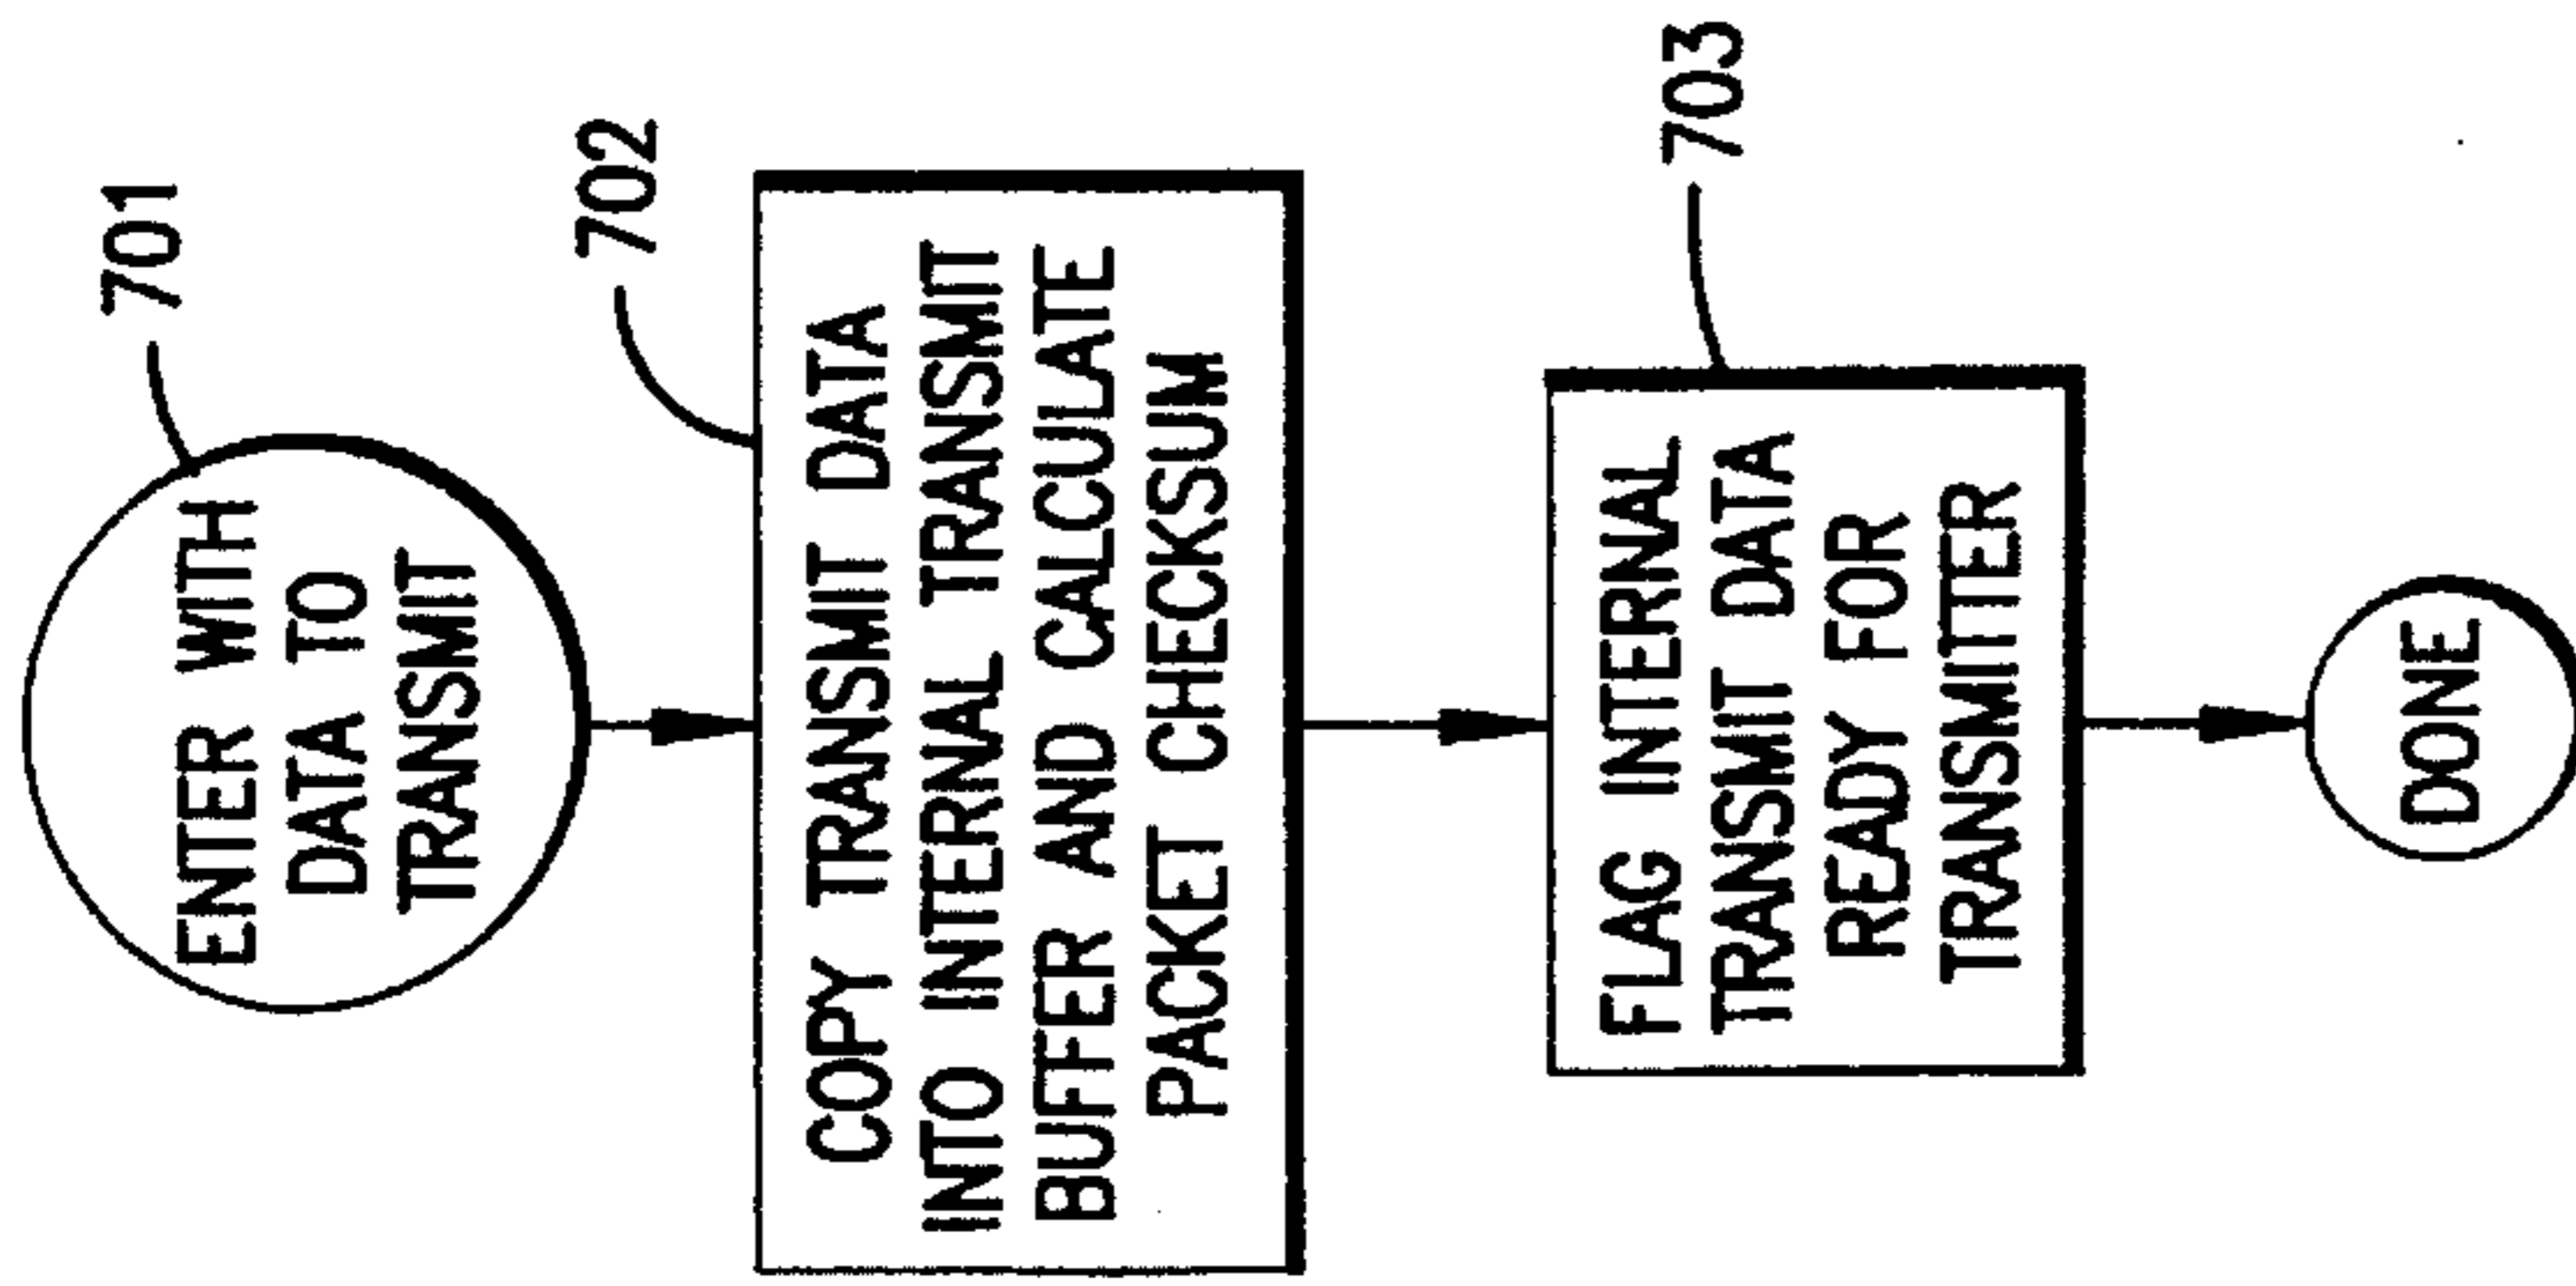 701
ENTER WITH
DATA TO
TRANSMIT
702
COPY TRANSMIT DATA
INTO INTERNAL TRANSMIT
BUFFER AND CALCULATE
PACKET CHECKSUM
703
FLAG INTERNAL
TRANSMIT DATA
READY FOR
TRANSMITTER
DONE